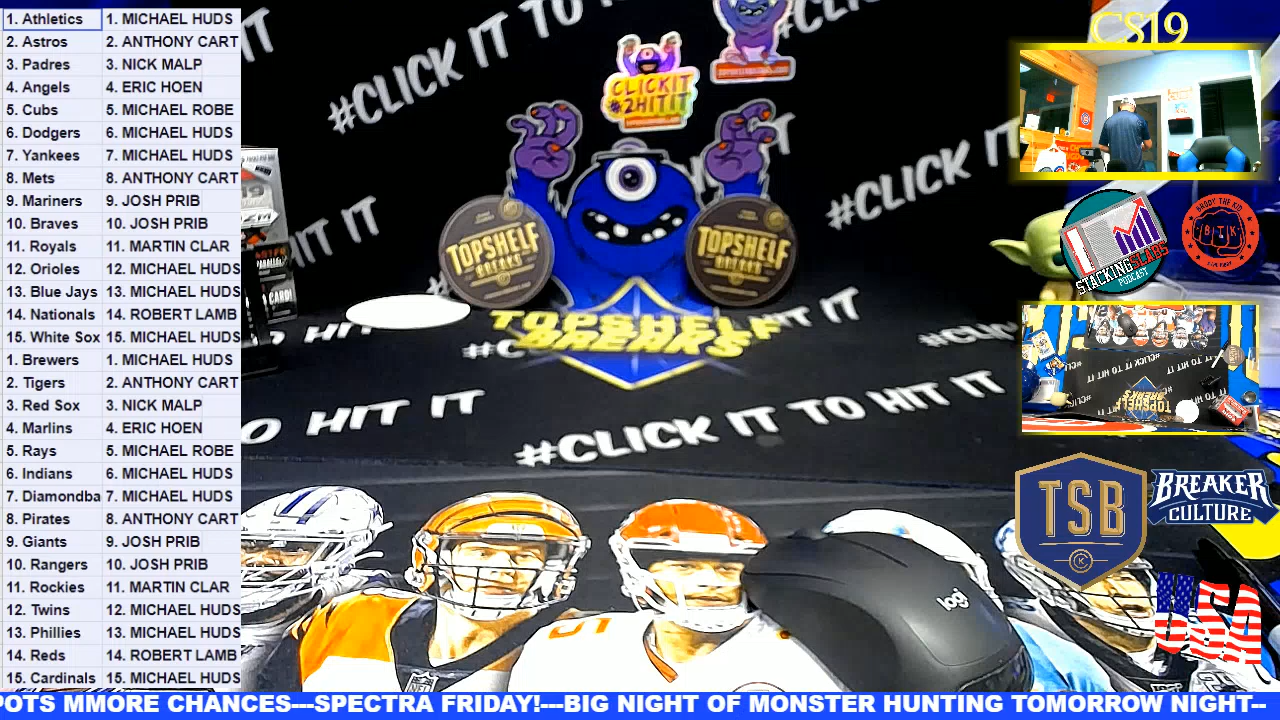 1. Athletics 1. MICHAEL HUDS
2. Astros 2. ANTHONY CART
3. Padres 3. NICK MALP
4. Angels 4. ERIC HOEN
5. Cubs 5. MICHAEL ROBE
6. Dodgers 6. MICHAEL HUDS
7. Yankees 7. MICHAEL HUDS
8. Mets 8. ANTHONY CART
9. Mariners 9. JOSH PRIB
10. Braves 10. JOSH PRIB
11. Royals 11. MARTIN CLAR
12. Orioles 12. MICHAEL HUDS
13. Blue Jays 13. MICHAEL HUDS
14. Nationals 14. ROBERT LAMB
15. White Sox 15. MICHAEL HUDS
1. Brewers 1. MICHAEL HUDS
2. Tigers 2. ANTHONY CART
3. Red Sox 3. NICK MALP
4. Marlins 4. ERIC HOEN
5. Rays 5. MICHAEL ROBE
6. Indians 6. MICHAEL HUDS
7. Diamondba 7. MICHAEL HUDS
8. Pirates 8. ANTHONY CART
9. Giants 9. JOSH PRIB
10. Rangers 10. JOSH PRIB
11. Rockies 11. MARTIN CLAR
12. Twins 12. MICHAEL HUDS
13. Phillies 13. MICHAEL HUDS
14. Reds 14. ROBERT LAMB
15. Cardinals 15. MICHAEL HUDS
#CLICK IT TO HIT IT
CLICKIT
#2HITIT
#CLICK IT
IT IT
TOPSHELF
BREAKS
TOPSHELF
BREAKS
TOPSHELF
BREAKS
TO HIT IT
#CLICK IT TO HIT IT
logi
NFL
CS19
STACKING SLABS
PODCAST
BRODY THE KID
BTK
TSB
K
BREAKER
CULTURE
USA
POTS MMORE CHANCES---SPECTRA FRIDAY!---BIG NIGHT OF MONSTER HUNTING TOMORROW NIGHT--